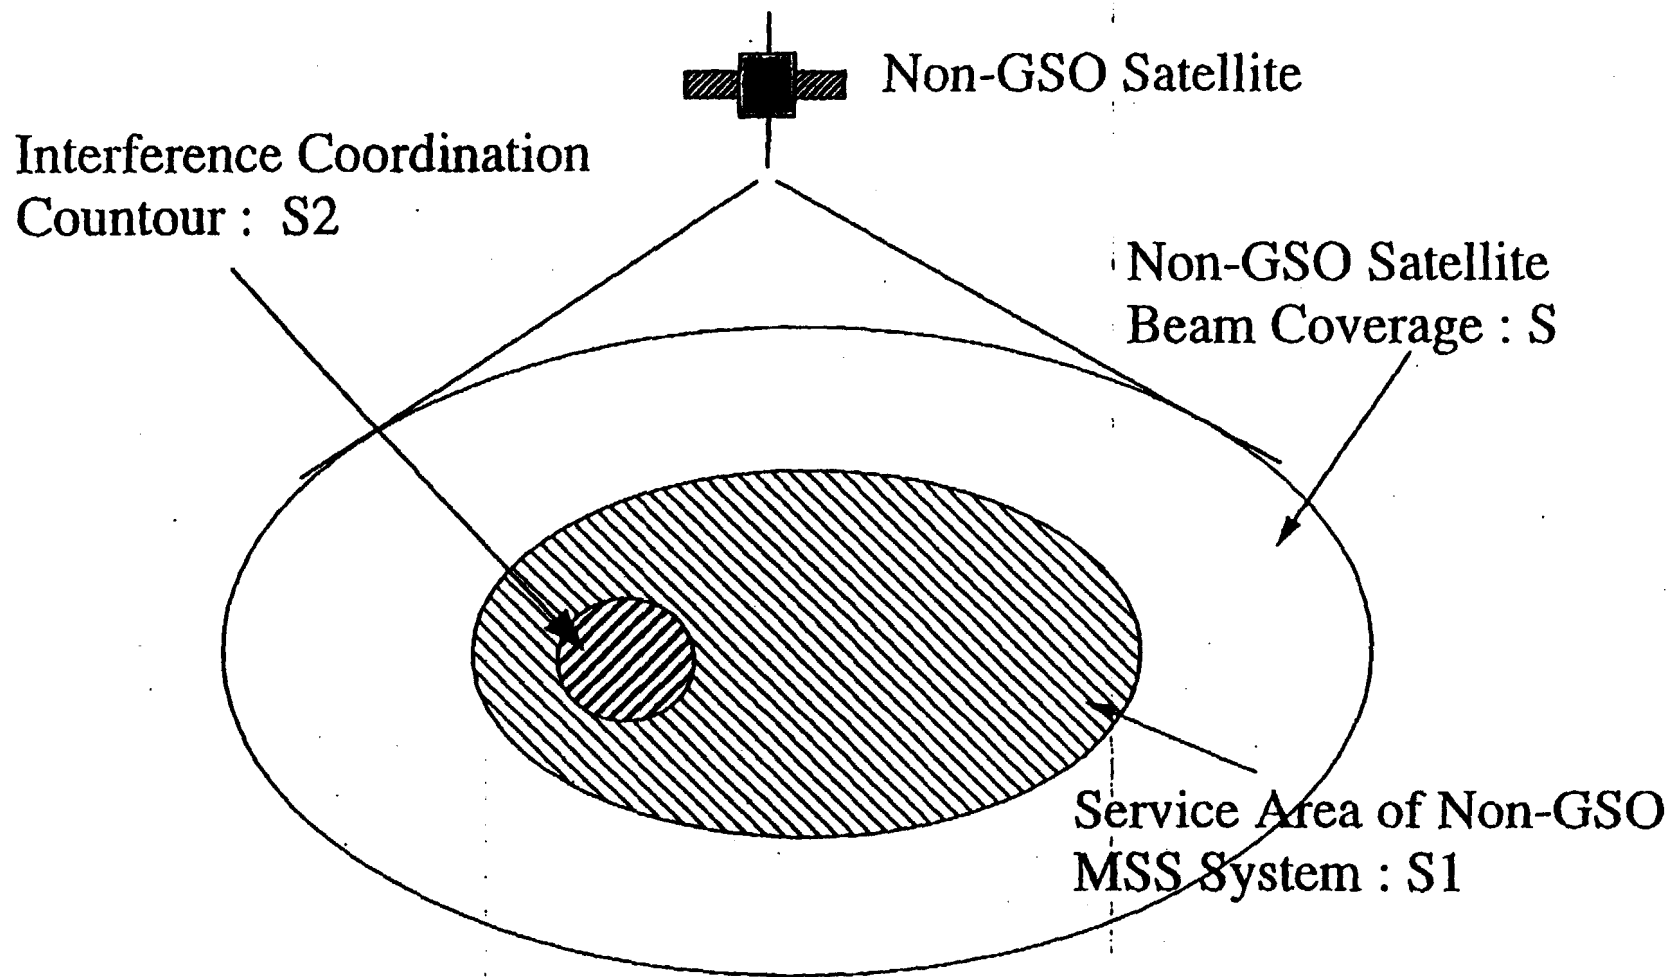 Non-GSO Satellite
Interference Coordination
Countour : S2
Non-GSO Satellite
Beam Coverage : S
Service Area of Non-GSO
MSS System : S1